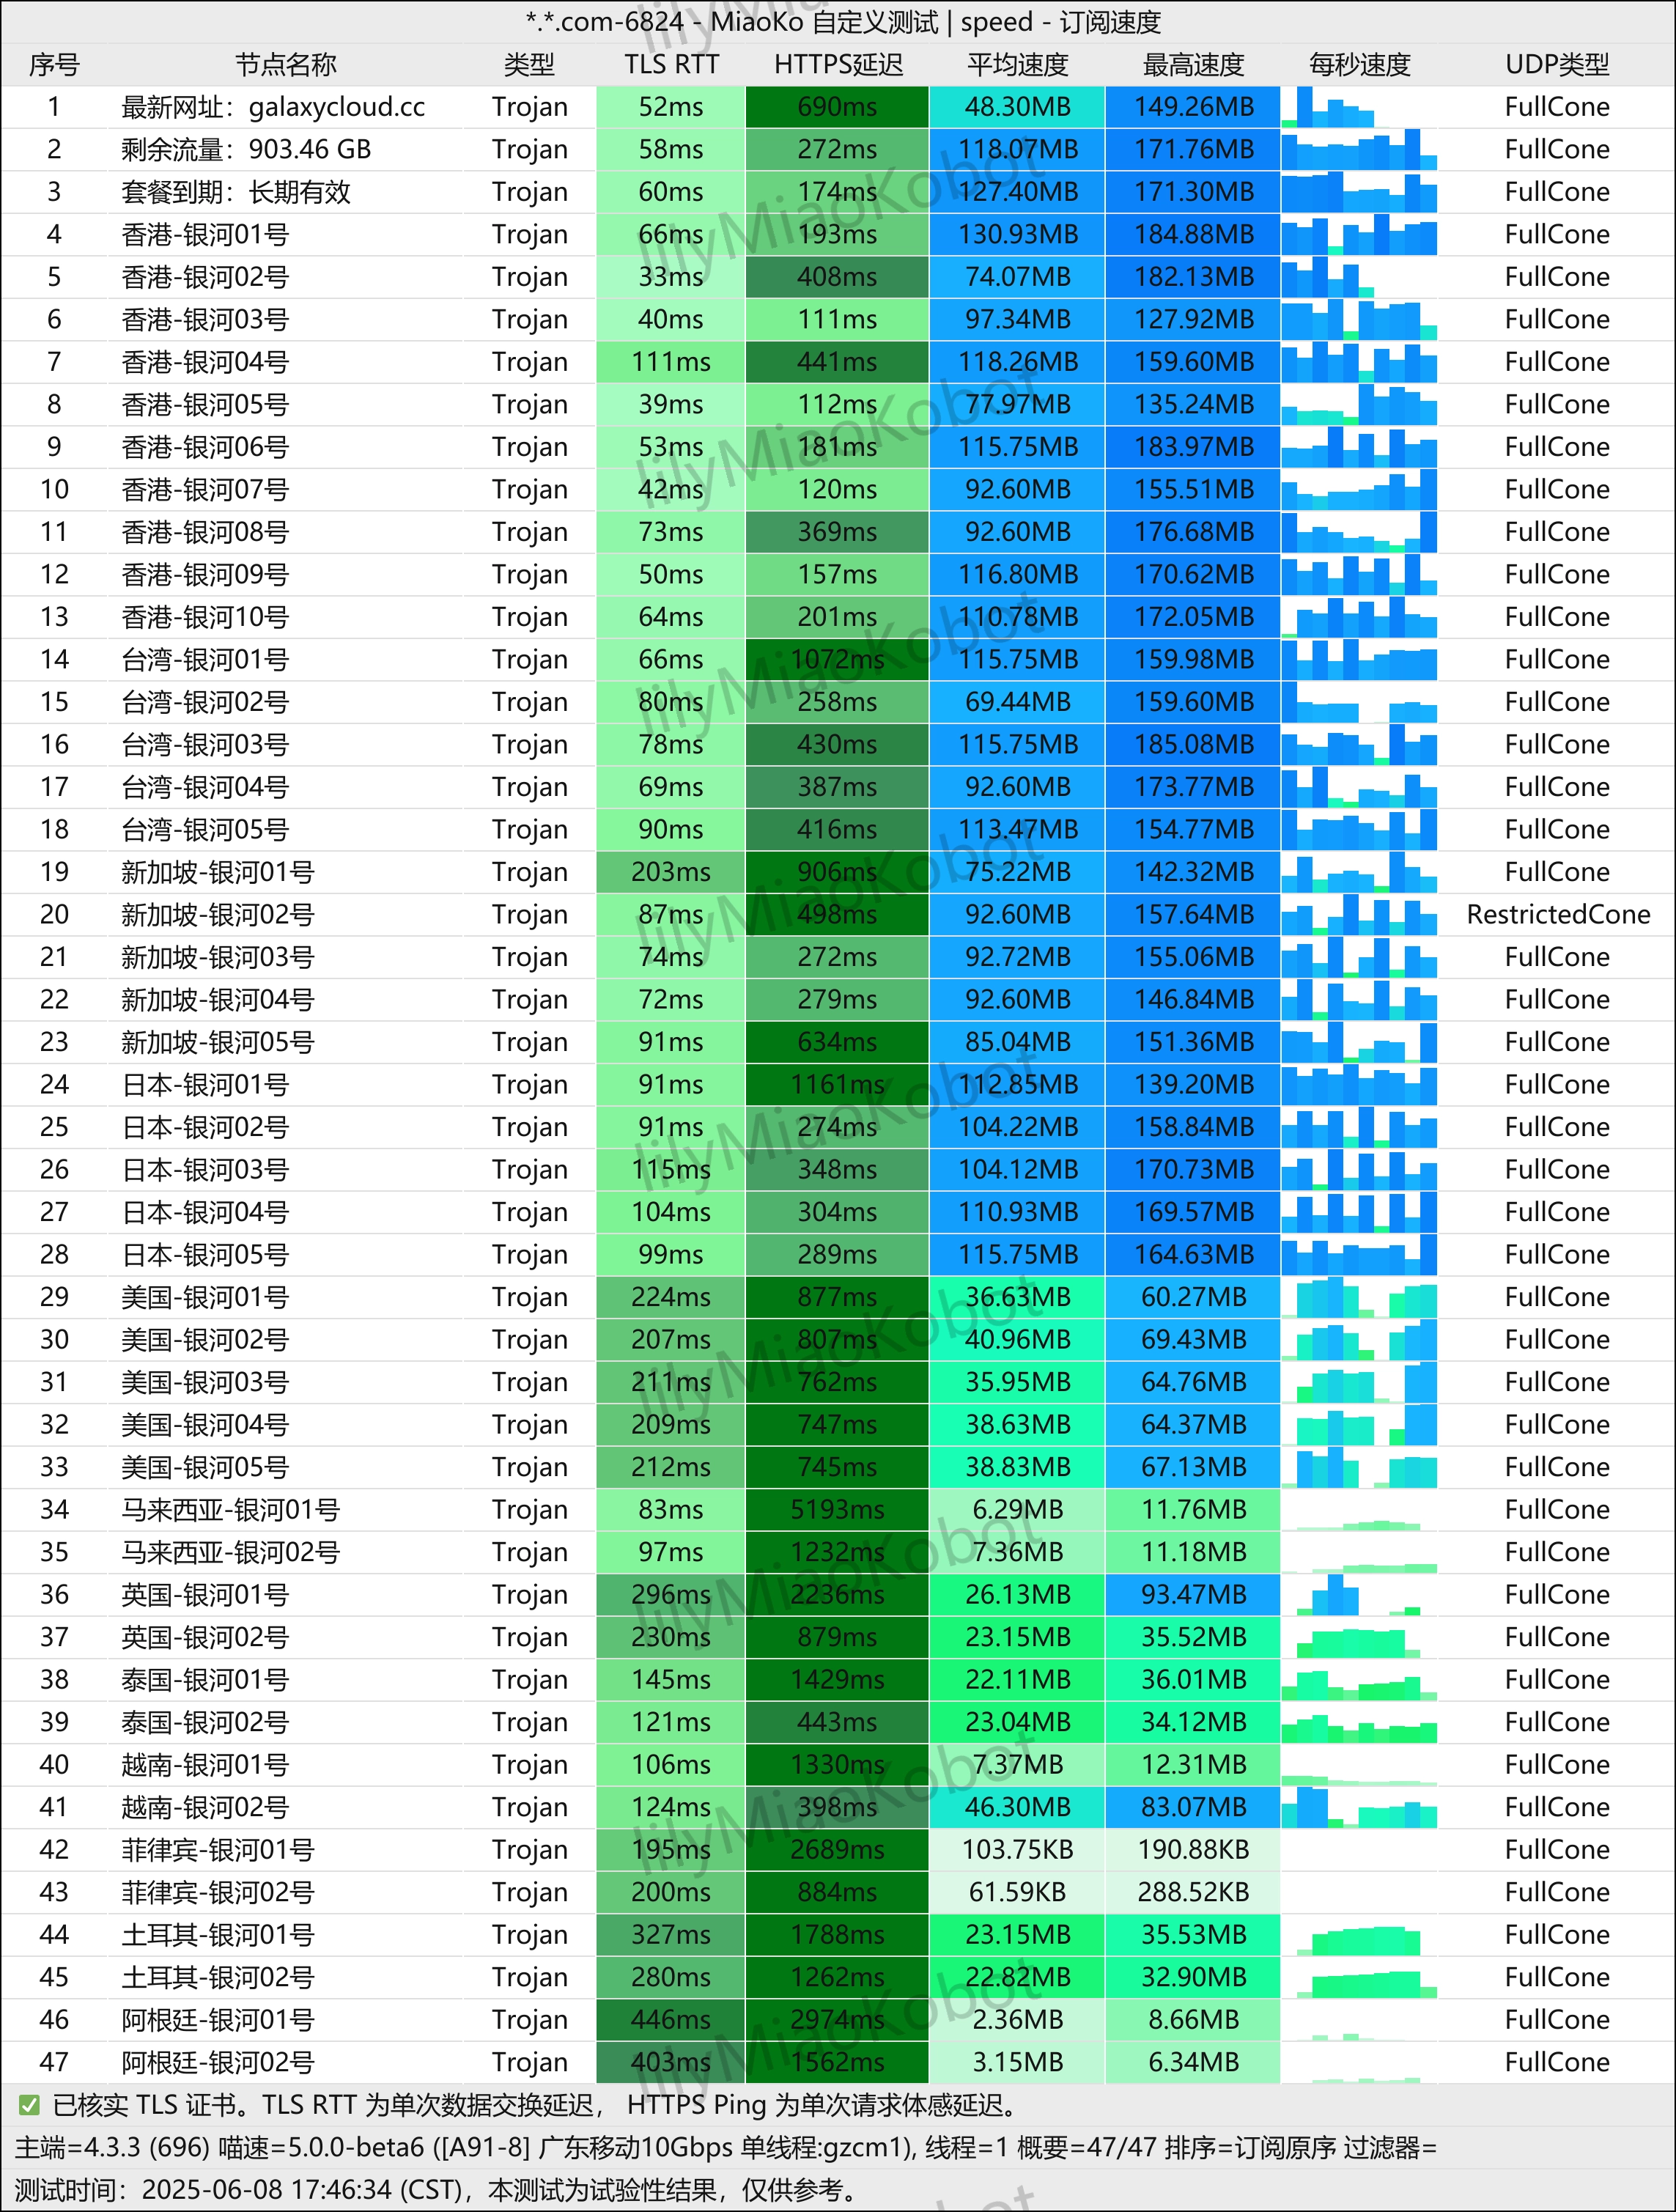 *.*.com-6824 - MiaoKo 自定义测试 | speed - 订阅速度
序号 节点名称 类型 TLS RTT HTTPS延迟 平均速度 最高速度 每秒速度 UDP类型
1 最新网址：galaxycloud.cc Trojan 52ms 690ms 48.30MB 149.26MB FullCone
2 剩余流量：903.46 GB Trojan 58ms 272ms 118.07MB 171.76MB FullCone
3 套餐到期：长期有效 Trojan 60ms 174ms 127.40MB 171.30MB FullCone
4 香港-银河01号 Trojan 66ms 193ms 130.93MB 184.88MB FullCone
5 香港-银河02号 Trojan 33ms 408ms 74.07MB 182.13MB FullCone
6 香港-银河03号 Trojan 40ms 111ms 97.34MB 127.92MB FullCone
7 香港-银河04号 Trojan 111ms 441ms 118.26MB 159.60MB FullCone
8 香港-银河05号 Trojan 39ms 112ms 77.97MB 135.24MB FullCone
9 香港-银河06号 Trojan 53ms 181ms 115.75MB 183.97MB FullCone
10 香港-银河07号 Trojan 42ms 120ms 92.60MB 155.51MB FullCone
11 香港-银河08号 Trojan 73ms 369ms 92.60MB 176.68MB FullCone
12 香港-银河09号 Trojan 50ms 157ms 116.80MB 170.62MB FullCone
13 香港-银河10号 Trojan 64ms 201ms 110.78MB 172.05MB FullCone
14 台湾-银河01号 Trojan 66ms 1072ms 115.75MB 159.98MB FullCone
15 台湾-银河02号 Trojan 80ms 258ms 69.44MB 159.60MB FullCone
16 台湾-银河03号 Trojan 78ms 430ms 115.75MB 185.08MB FullCone
17 台湾-银河04号 Trojan 69ms 387ms 92.60MB 173.77MB FullCone
18 台湾-银河05号 Trojan 90ms 416ms 113.47MB 154.77MB FullCone
19 新加坡-银河01号 Trojan 203ms 906ms 75.22MB 142.32MB FullCone
20 新加坡-银河02号 Trojan 87ms 498ms 92.60MB 157.64MB RestrictedCone
21 新加坡-银河03号 Trojan 74ms 272ms 92.72MB 155.06MB FullCone
22 新加坡-银河04号 Trojan 72ms 279ms 92.60MB 146.84MB FullCone
23 新加坡-银河05号 Trojan 91ms 634ms 85.04MB 151.36MB FullCone
24 日本-银河01号 Trojan 91ms 1161ms 112.85MB 139.20MB FullCone
25 日本-银河02号 Trojan 91ms 274ms 104.22MB 158.84MB FullCone
26 日本-银河03号 Trojan 115ms 348ms 104.12MB 170.73MB FullCone
27 日本-银河04号 Trojan 104ms 304ms 110.93MB 169.57MB FullCone
28 日本-银河05号 Trojan 99ms 289ms 115.75MB 164.63MB FullCone
29 美国-银河01号 Trojan 224ms 877ms 36.63MB 60.27MB FullCone
30 美国-银河02号 Trojan 207ms 807ms 40.96MB 69.43MB FullCone
31 美国-银河03号 Trojan 211ms 762ms 35.95MB 64.76MB FullCone
32 美国-银河04号 Trojan 209ms 747ms 38.63MB 64.37MB FullCone
33 美国-银河05号 Trojan 212ms 745ms 38.83MB 67.13MB FullCone
34 马来西亚-银河01号 Trojan 83ms 5193ms 6.29MB 11.76MB FullCone
35 马来西亚-银河02号 Trojan 97ms 1232ms 7.36MB 11.18MB FullCone
36 英国-银河01号 Trojan 296ms 2236ms 26.13MB 93.47MB FullCone
37 英国-银河02号 Trojan 230ms 879ms 23.15MB 35.52MB FullCone
38 泰国-银河01号 Trojan 145ms 1429ms 22.11MB 36.01MB FullCone
39 泰国-银河02号 Trojan 121ms 443ms 23.04MB 34.12MB FullCone
40 越南-银河01号 Trojan 106ms 1330ms 7.37MB 12.31MB FullCone
41 越南-银河02号 Trojan 124ms 398ms 46.30MB 83.07MB FullCone
42 菲律宾-银河01号 Trojan 195ms 2689ms 103.75KB 190.88KB FullCone
43 菲律宾-银河02号 Trojan 200ms 884ms 61.59KB 288.52KB FullCone
44 土耳其-银河01号 Trojan 327ms 1788ms 23.15MB 35.53MB FullCone
45 土耳其-银河02号 Trojan 280ms 1262ms 22.82MB 32.90MB FullCone
46 阿根廷-银河01号 Trojan 446ms 2974ms 2.36MB 8.66MB FullCone
47 阿根廷-银河02号 Trojan 403ms 1562ms 3.15MB 6.34MB FullCone
✅ 已核实 TLS 证书。TLS RTT 为单次数据交换延迟， HTTPS Ping 为单次请求体感延迟。
主端=4.3.3 (696) 喵速=5.0.0-beta6 ([A91-8] 广东移动10Gbps 单线程:gzcm1), 线程=1 概要=47/47 排序=订阅原序 过滤器=
测试时间：2025-06-08 17:46:34 (CST)，本测试为试验性结果，仅供参考。
lilyMiaoKobot